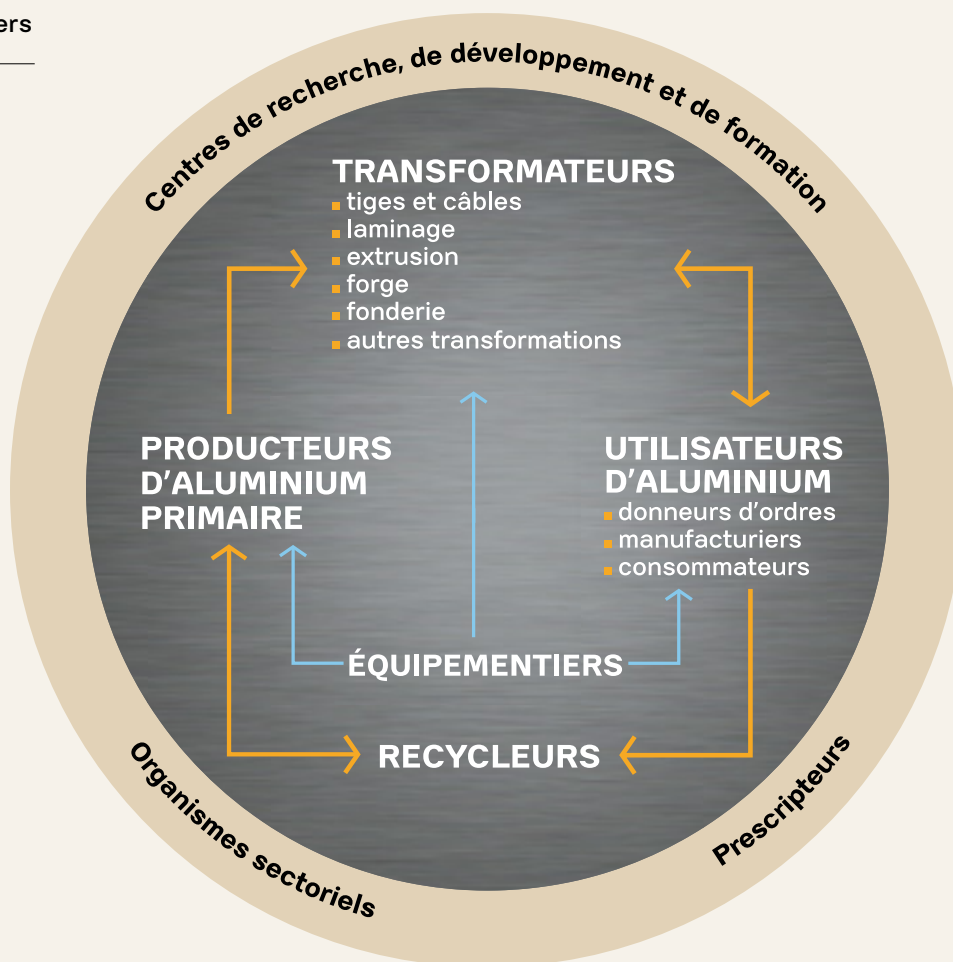 Centres de recherche, de développement et de formation
TRANSFORMATEURS
tiges et câbles
laminage
extrusion
forge
fonderie
autres transformations
PRODUCTEURS
D'ALUMINIUM
PRIMAIRE
UTILISATEURS
D'ALUMINIUM
donneurs d'ordres
manufacturiers
consommateurs
ÉQUIPEMENTIERS
RECYCLEURS
Organismes sectoriels
Prescripteurs